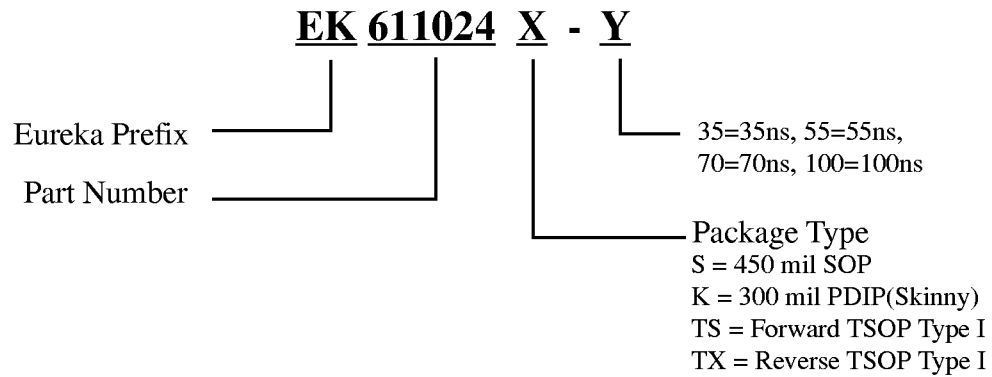 EK 611024 X - Y
Eureka Prefix
35=35ns, 55=55ns,
70=70ns, 100=100ns
Part Number
Package Type
S = 450 mil SOP
K = 300 mil PDIP(Skinny)
TS = Forward TSOP Type I
TX = Reverse TSOP Type I